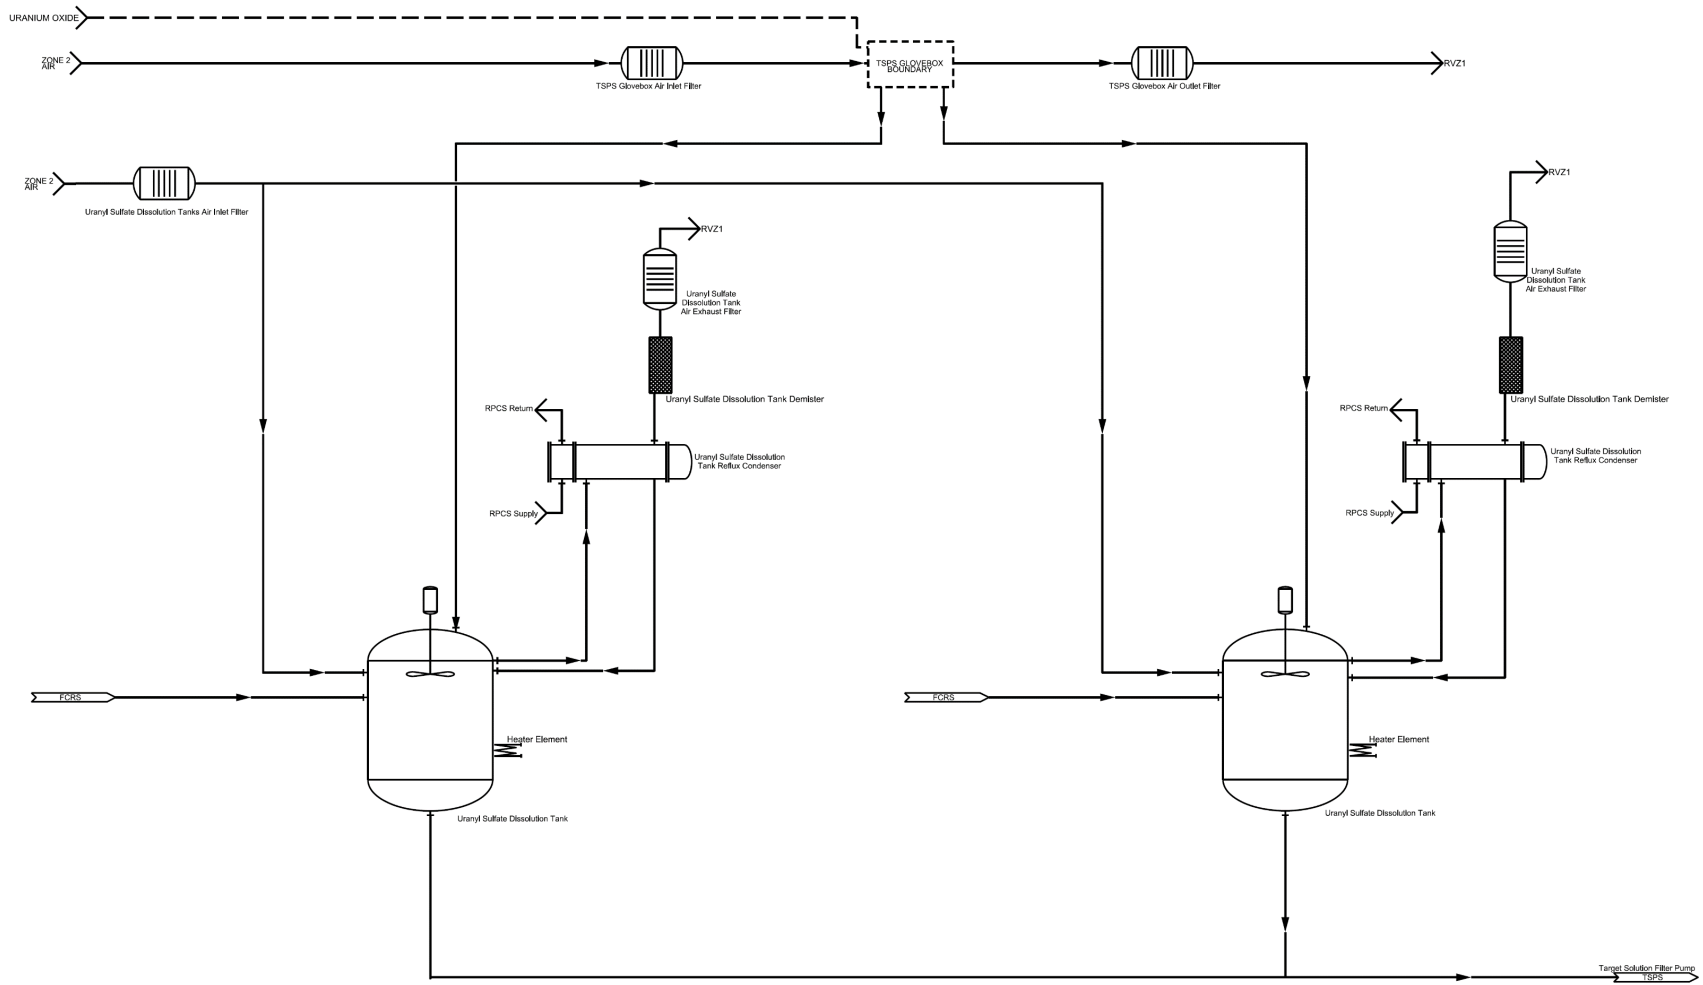 URANIUM OXIDE
ZONE 2
AIR
TSPS Glovebox Air Inlet Filter
TSPS GLOVEBOX
BOUNDARY
TSPS Glovebox Air Outlet Filter
RVZ1
ZONE 2
AIR
Uranyl Sulfate Dissolution Tanks Air Inlet Filter
RVZ1
Uranyl Sulfate
Dissolution Tank
Air Exhaust Filter
Uranyl Sulfate Dissolution Tank Demister
RPCS Return
Uranyl Sulfate Dissolution
Tank Reflux Condenser
RPCS Supply
FCRS
Heater Element
Uranyl Sulfate Dissolution Tank
RVZ1
Uranyl Sulfate
Dissolution Tank
Air Exhaust Filter
Uranyl Sulfate Dissolution Tank Demister
RPCS Return
Uranyl Sulfate Dissolution
Tank Reflux Condenser
RPCS Supply
FCRS
Heater Element
Uranyl Sulfate Dissolution Tank
Target Solution Filter Pump
TSPS